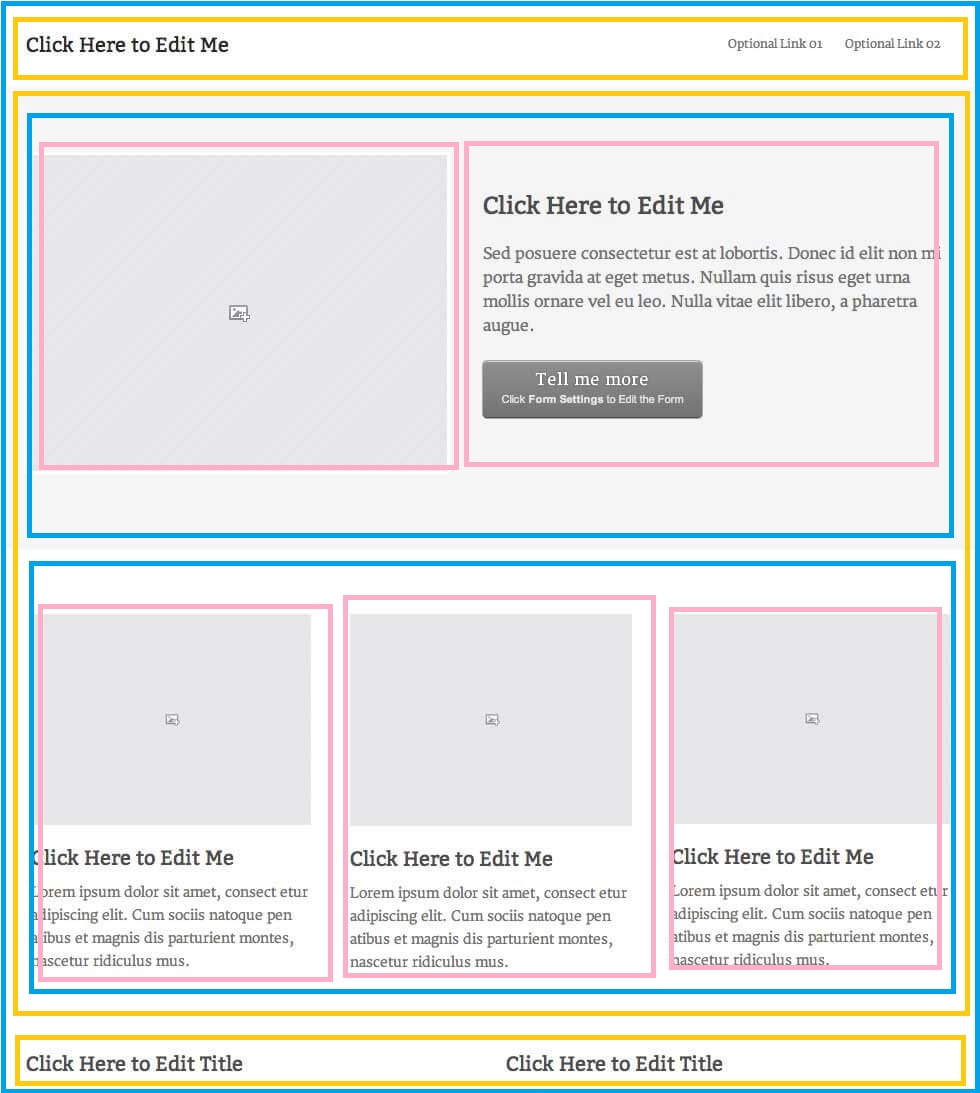 Click Here to Edit Me
Optional Link 01 Optional Link 02
Click Here to Edit Me
Sed posuere consectetur est at lobortis. Donec id elit non mi
porta gravida at eget metus. Nullam quis risus eget urna
mollis ornare vel eu leo. Nulla vitae elit libero, a pharetra
augue.
Tell me more
Click Form Settings to Edit the Form
Click Here to Edit Me
Lorem ipsum dolor sit amet, consect etur
adipiscing elit. Cum sociis natoque pen
atibus et magnis dis parturient montes,
nascetur ridiculus mus.
Click Here to Edit Me
Lorem ipsum dolor sit amet, consect etur
adipiscing elit. Cum sociis natoque pen
atibus et magnis dis parturient montes,
nascetur ridiculus mus.
Click Here to Edit Me
Lorem ipsum dolor sit amet, consect etur
adipiscing elit. Cum sociis natoque pen
atibus et magnis dis parturient montes,
nascetur ridiculus mus.
Click Here to Edit Title
Click Here to Edit Title